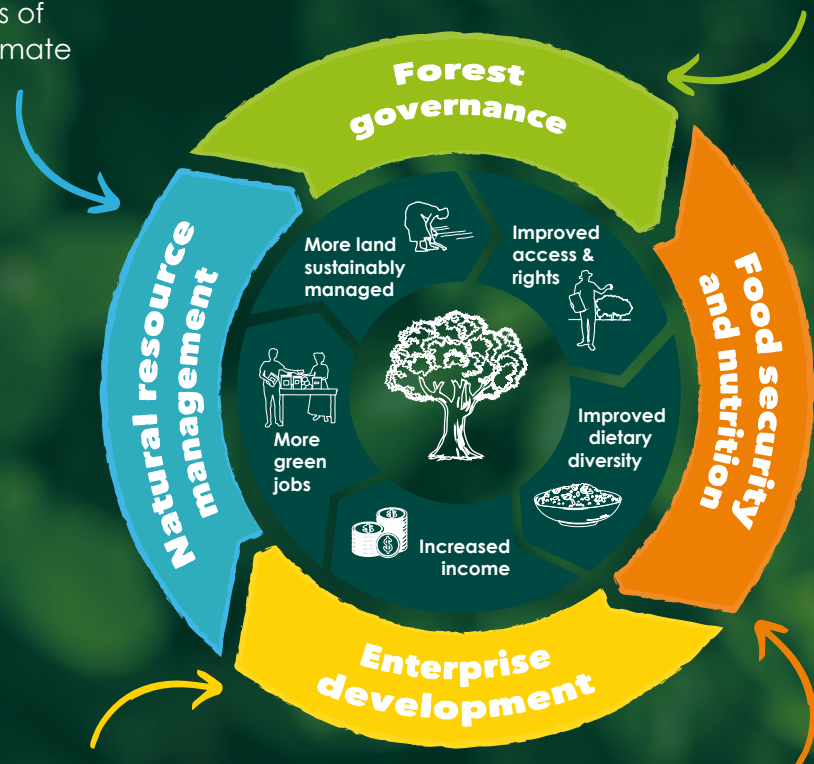 s of
mate
Forest
governance
More land
sustainably
managed
Improved
access &
rights
Natural resource
management
Food security
and nutrition
More
green
jobs
Improved
dietary
diversity
Increased
income
Enterprise
development